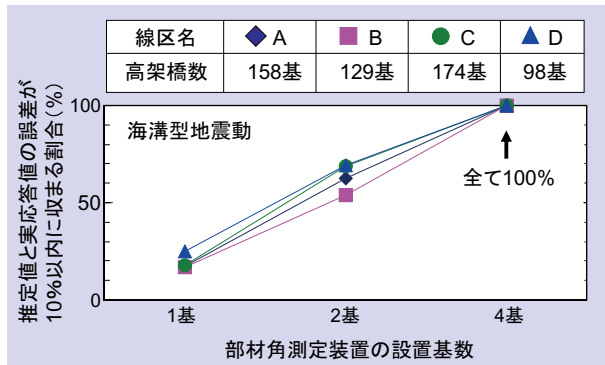 線区名 A B C D
高架橋数 158基 129基 174基 98基
推定値と実応答値の誤差が
10%以内に収まる割合(%)
100
50
0
海溝型地震動
全て100%
1基 2基 4基
部材角測定装置の設置基数